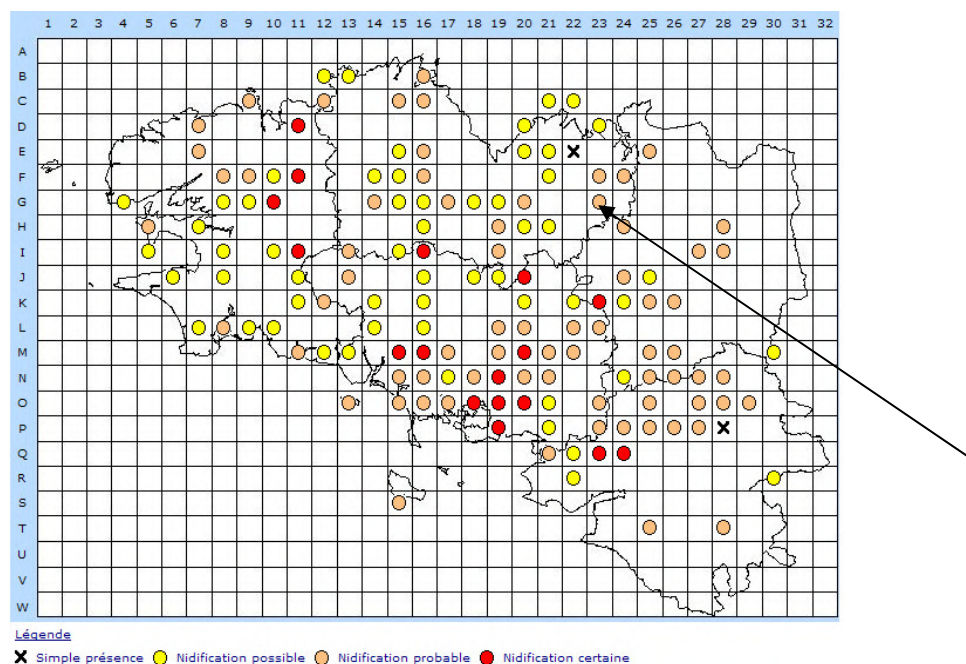 1 2 3 4 5 6 7 8 9 10 11 12 13 14 15 16 17 18 19 20 21 22 23 24 25 26 27 28 29 30 31 32
A
B
C
D
E
F
G
H
I
J
K
L
M
N
O
P
Q
R
S
T
U
V
W
Légende
Simple présence Nidification possible Nidification probable Nidification certaine